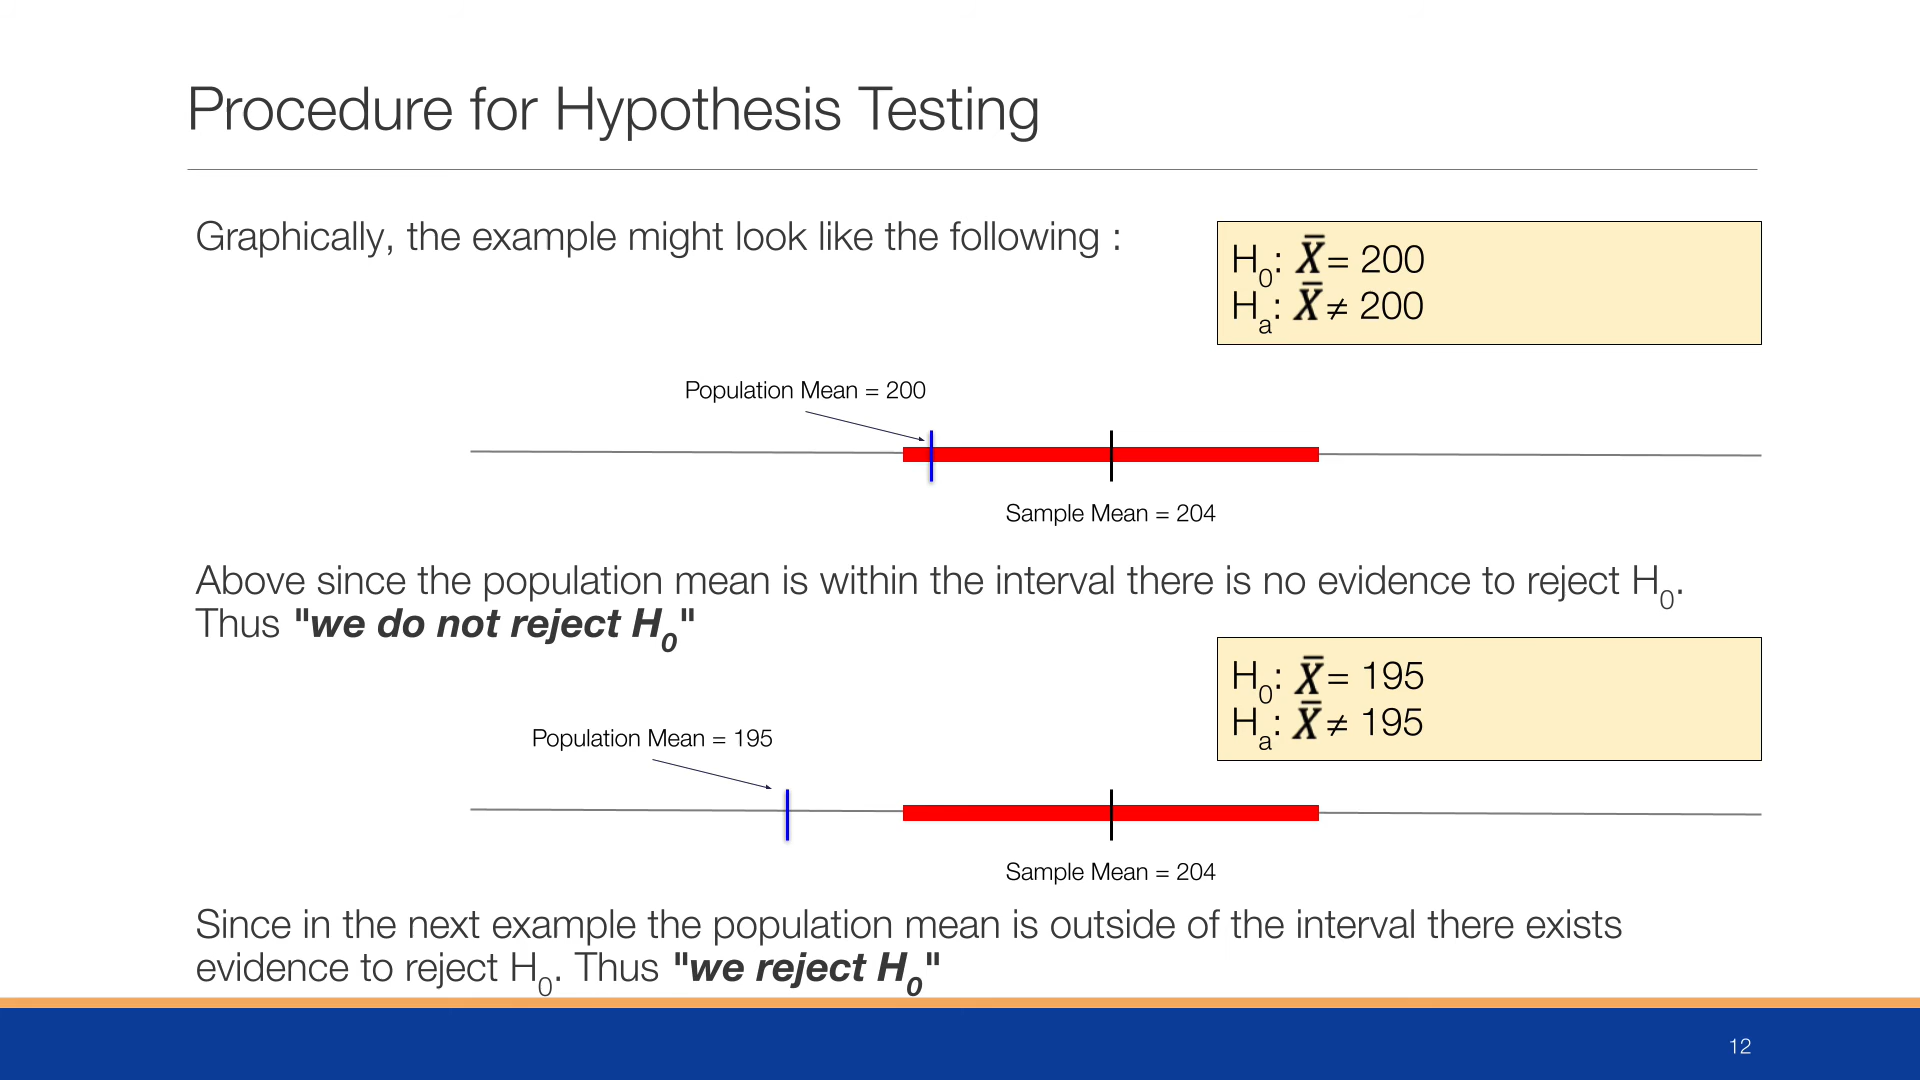 Procedure for Hypothesis Testing
Graphically, the example might look like the following :
H₀: X̄ = 200
Hₐ: X̄ ≠ 200
Population Mean = 200
Sample Mean = 204
Above since the population mean is within the interval there is no evidence to reject H₀.
Thus "we do not reject H₀"
H₀: X̄ = 195
Hₐ: X̄ ≠ 195
Population Mean = 195
Sample Mean = 204
Since in the next example the population mean is outside of the interval there exists
evidence to reject H₀. Thus "we reject H₀"
12